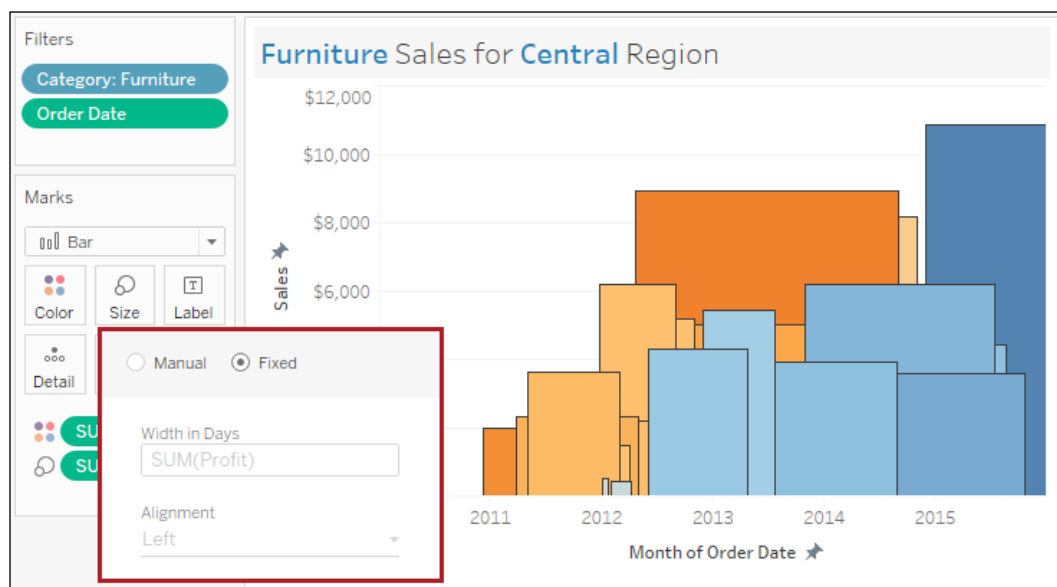 Filters
Category: Furniture
Order Date
Marks
Bar
Color
Size
Label
Detail
SU
SU
Manual
Fixed
Width in Days
SUM(Profit)
Alignment
Left
Furniture Sales for Central Region
$12,000
$10,000
$8,000
$6,000
Sales
2011
2012
2013
2014
2015
Month of Order Date